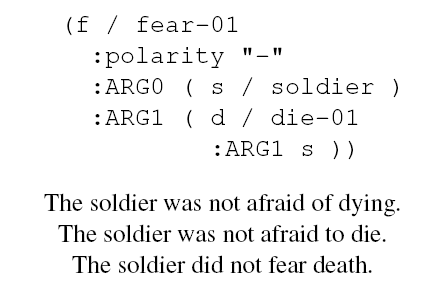 (f / fear-01
:polarity "-"
:ARG0 ( s / soldier )
:ARG1 ( d / die-01
:ARG1 s ))
The soldier was not afraid of dying.
The soldier was not afraid to die.
The soldier did not fear death.